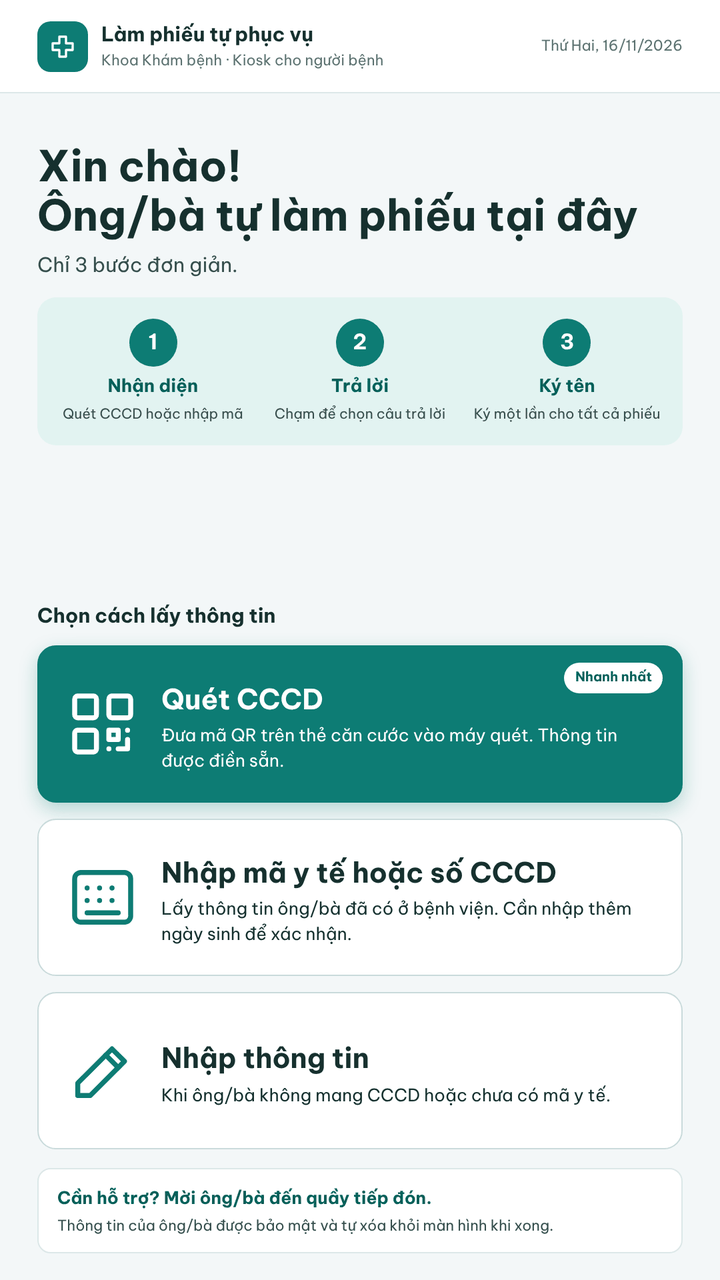 Làm phiếu tự phục vụ
Khoa Khám bệnh · Kiosk cho người bệnh
Thứ Hai, 16/11/2026
Xin chào!
Ông/bà tự làm phiếu tại đây
Chỉ 3 bước đơn giản.
1
Nhận diện
Quét CCCD hoặc nhập mã
2
Trả lời
Chạm để chọn câu trả lời
3
Ký tên
Ký một lần cho tất cả phiếu
Chọn cách lấy thông tin
Nhanh nhất
Quét CCCD
Đưa mã QR trên thẻ căn cước vào máy quét. Thông tin
được điền sẵn.
Nhập mã y tế hoặc số CCCD
Lấy thông tin ông/bà đã có ở bệnh viện. Cần nhập thêm
ngày sinh để xác nhận.
Nhập thông tin
Khi ông/bà không mang CCCD hoặc chưa có mã y tế.
Cần hỗ trợ? Mời ông/bà đến quầy tiếp đón.
Thông tin của ông/bà được bảo mật và tự xóa khỏi màn hình khi xong.